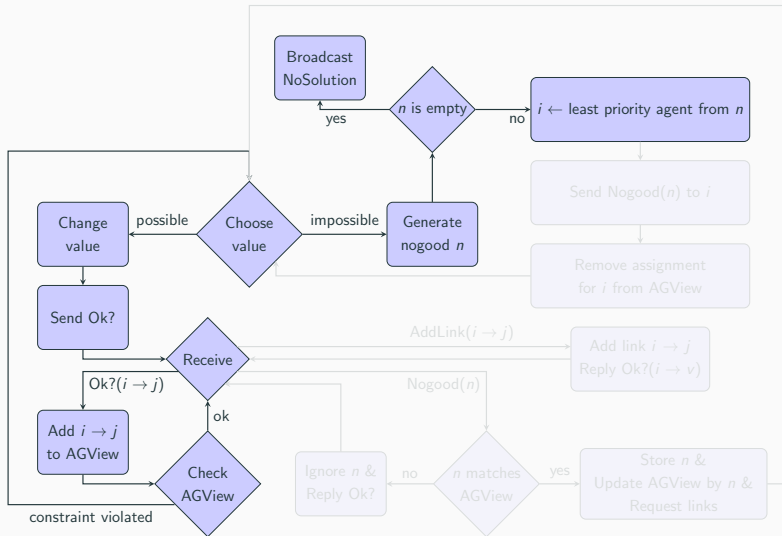 Broadcast
NoSolution
n is empty
i ← least priority agent from n
yes
no
Send Nogood(n) to i
Change
value
possible
Choose
value
impossible
Generate
nogood n
Remove assignment
for i from AGView
Send Ok?
Receive
AddLink(i → j)
Add link i → j
Reply Ok?(i → v)
Ok?(i → j)
Nogood(n)
ok
Add i → j
to AGView
Check
AGView
Ignore n &
Reply Ok?
no
n matches
AGView
yes
Store n &
Update AGView by n &
Request links
constraint violated